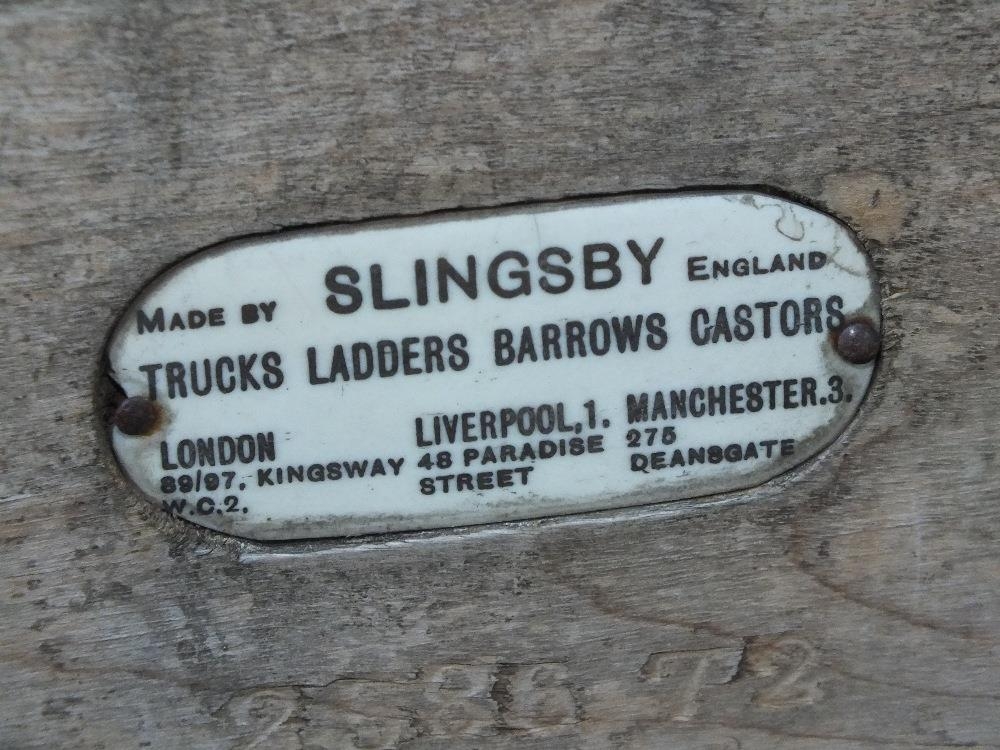 MADE BY SLINGSBY ENGLAND
TRUCKS LADDERS BARROWS CASTORS
LONDON
89/97, KINGSWAY
W.C.2.
LIVERPOOL,1.
48 PARADISE
STREET
MANCHESTER.3.
275
DEANSGATE